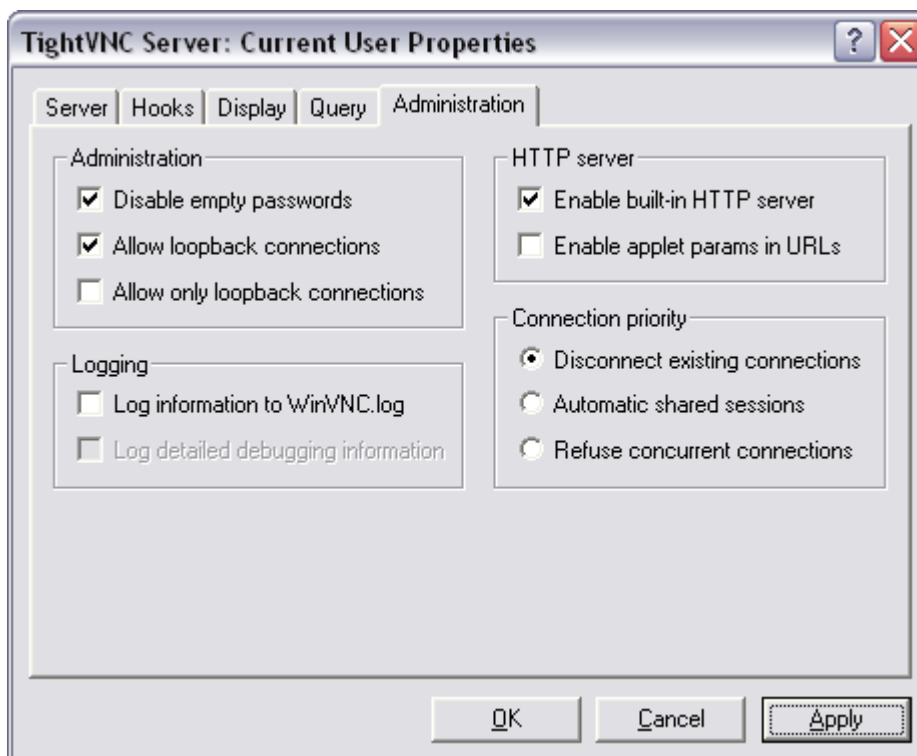 TightVNC Server: Current User Properties
Server Hooks Display Query Administration
Administration
Disable empty passwords
Allow loopback connections
Allow only loopback connections
Logging
Log information to WinVNC.log
Log detailed debugging information
HTTP server
Enable built-in HTTP server
Enable applet params in URLs
Connection priority
Disconnect existing connections
Automatic shared sessions
Refuse concurrent connections
OK Cancel Apply